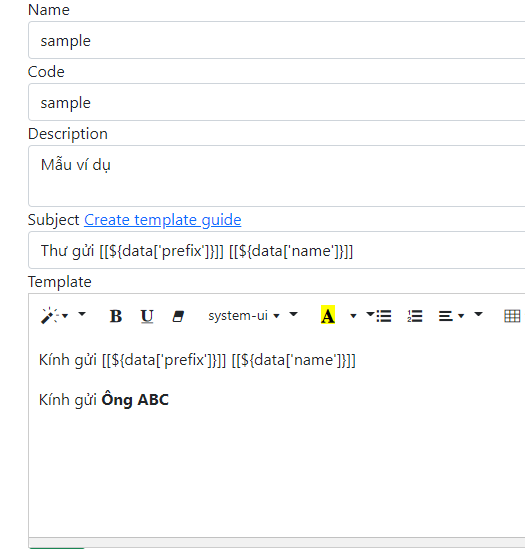 Name
sample
Code
sample
Description
Mẫu ví dụ
Subject Create template guide
Thư gửi [[${data['prefix']}]] [[${data['name']}]]
Template
B U system-ui A
Kính gửi [[${data['prefix']}]] [[${data['name']}]]
Kính gửi Ông ABC